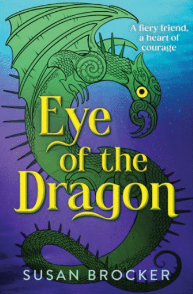 A fiery friend,
a heart of
courage
Eye
of the
Dragon
SUSAN BROCKER